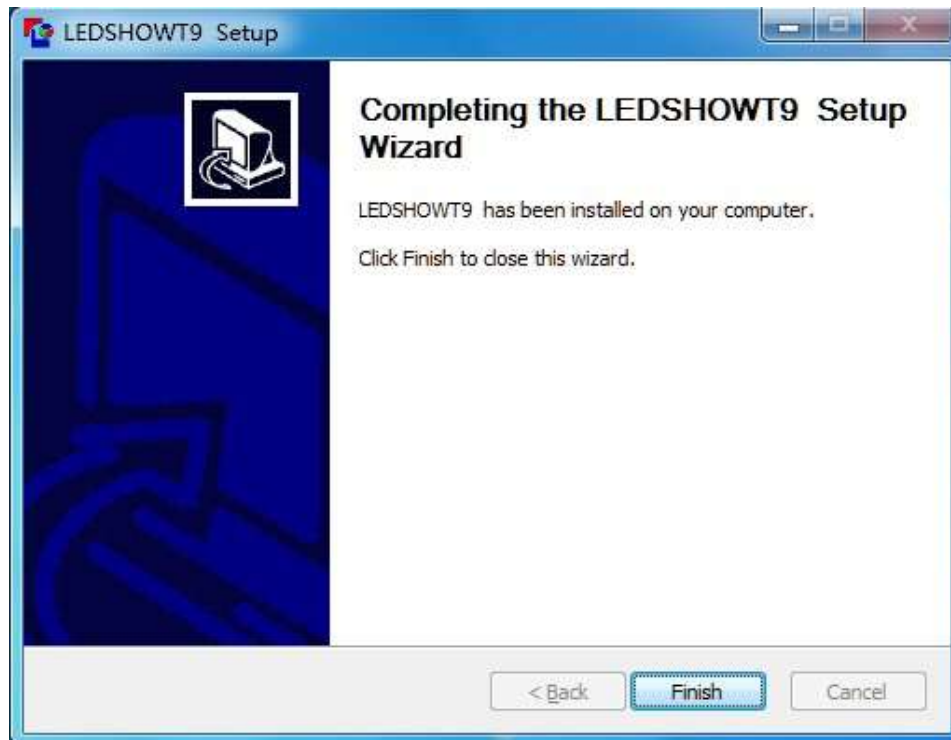 LEDSHOWT9 Setup
Completing the LEDSHOWT9 Setup
Wizard
LEDSHOWT9 has been installed on your computer.
Click Finish to close this wizard.
< Back
Finish
Cancel